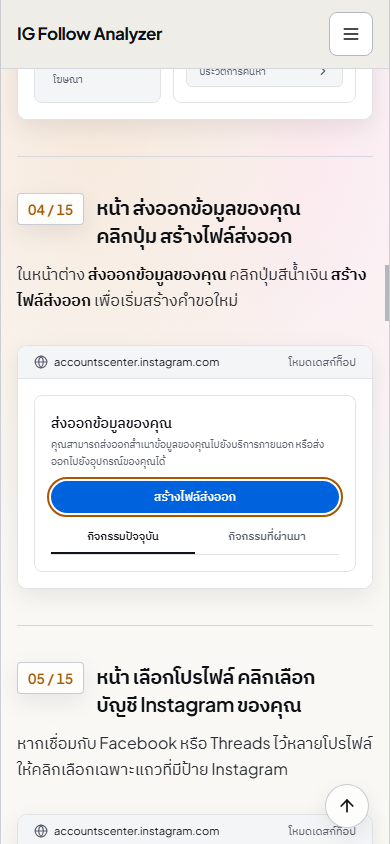 IG Follow Analyzer
โฆษณา
ประวัติการค้นหา
04 / 15
หน้า ส่งออกข้อมูลของคุณ
คลิกปุ่ม สร้างไฟล์ส่งออก
ในหน้าต่าง ส่งออกข้อมูลของคุณ คลิกปุ่มสีน้ำเงิน สร้าง
ไฟล์ส่งออก เพื่อเริ่มสร้างคำขอใหม่
accountscenter.instagram.com
โหมดเดสก์ท็อป
ส่งออกข้อมูลของคุณ
คุณสามารถส่งออกสำเนาข้อมูลของคุณไปยังบริการภายนอก หรือส่ง
ออกไปยังอุปกรณ์ของคุณได้
สร้างไฟล์ส่งออก
กิจกรรมปัจจุบัน
กิจกรรมที่ผ่านมา
05 / 15
หน้า เลือกโปรไฟล์ คลิกเลือก
บัญชี Instagram ของคุณ
หากเชื่อมกับ Facebook หรือ Threads ไว้หลายโปรไฟล์
ให้คลิกเลือกเฉพาะแถวที่มีป้าย Instagram
accountscenter.instagram.com
โหมดเดสก์ท็อป